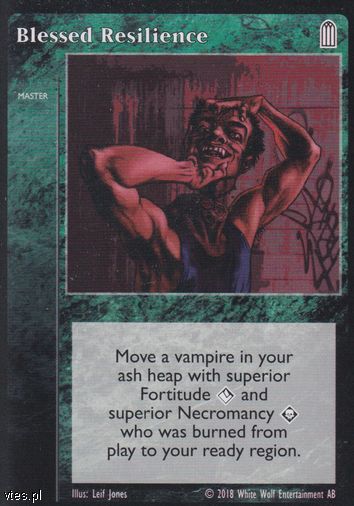 Blessed Resilience
MASTER
Move a vampire in your
ash heap with superior
Fortitude and
superior Necromancy
who was burned from
play to your ready region.
Illus: Leif Jones
© 2018 White Wolf Entertainment AB
vtes.pl